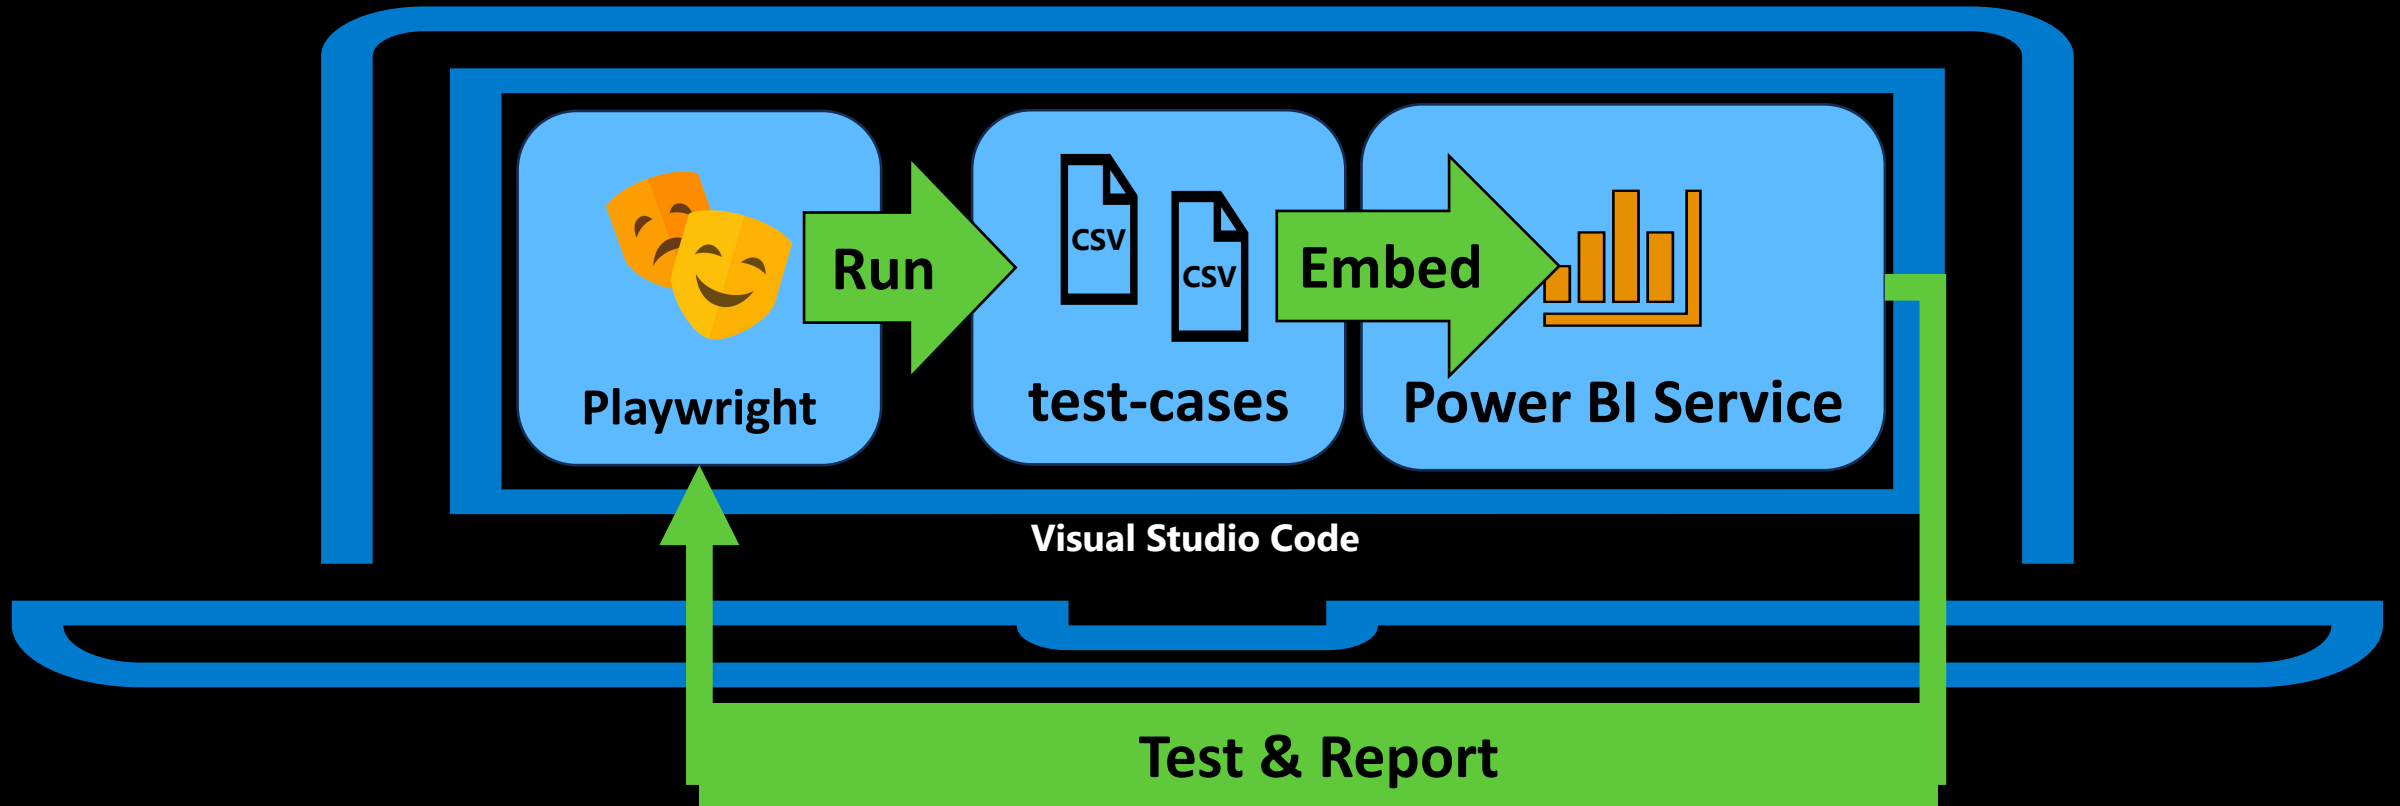 Run
CSV
CSV
Embed
Playwright
test-cases
Power BI Service
Visual Studio Code
Test & Report